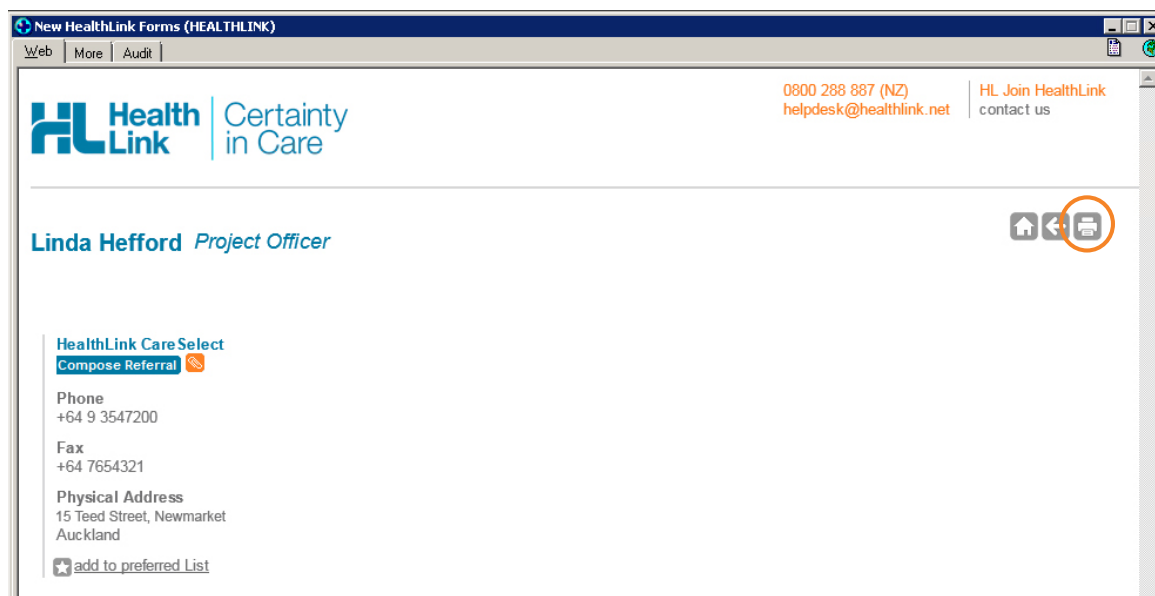 New HealthLink Forms (HEALTHLINK)
Web More Audit
0800 288 887 (NZ)
helpdesk@healthlink.net
HL Join HealthLink
contact us
HL Health Link
Certainty in Care
Linda Hefford Project Officer
HealthLink CareSelect
Compose Referral
Phone
+64 9 3547200
Fax
+64 7654321
Physical Address
15 Teed Street, Newmarket
Auckland
add to preferred List